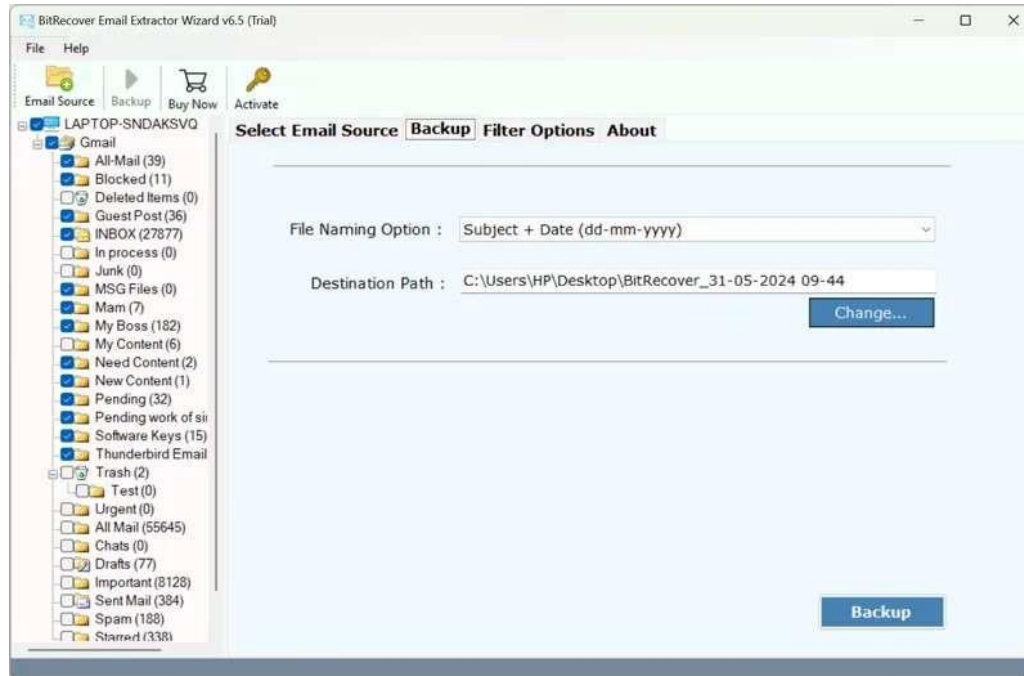 BitRecover Email Extractor Wizard v6.5 (Trial)
File Help
Email Source Backup Buy Now Activate
LAPTOP-SNDAKSVQ
Gmail
All-Mail (39)
Blocked (11)
Deleted Items (0)
Guest Post (36)
INBOX (27877)
In process (0)
Junk (0)
MSG Files (0)
Mam (7)
My Boss (182)
My Content (6)
Need Content (2)
New Content (1)
Pending (32)
Pending work of
Software Keys (15)
Thunderbird Email
Trash (2)
Test (0)
Urgent (0)
All Mail (55645)
Chats (0)
Drafts (77)
Important (8128)
Sent Mail (384)
Spam (188)
Starred (338)
Select Email Source Backup Filter Options About
File Naming Option : Subject + Date (dd-mm-yyyy)
Destination Path : C:\Users\HP\Desktop\BitRecover_31-05-2024 09-44
Change...
Backup